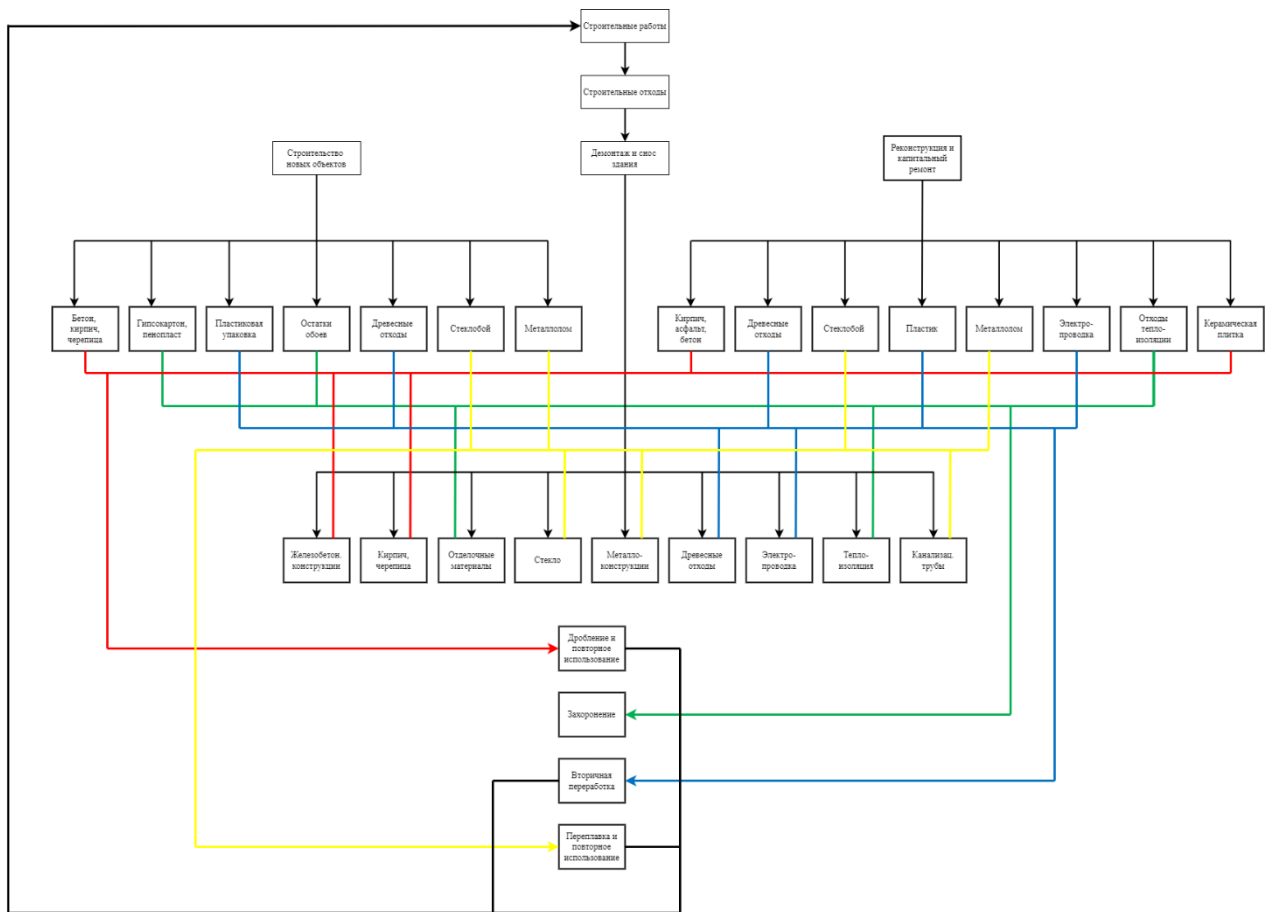 Строительные работы
Строительные отходы
Строительство
новых объектов
Демонтаж и снос
здания
Реконструкция и
капитальный
ремонт
Бетон,
кирпич,
черепица
Гипсокартон,
пенопласт
Пластиковая
упаковка
Остатки
обоев
Древесные
отходы
Стеклобой
Металлолом
Кирпич,
асфальт,
бетон
Древесные
отходы
Стеклобой
Пластик
Металлолом
Электро-
проводка
Отходы
тепло-
изоляции
Керамическая
плитка
Железобетон.
конструкции
Кирпич,
черепица
Отделочные
материалы
Стекло
Металло-
конструкции
Древесные
отходы
Электро-
проводка
Тепло-
изоляция
Канализац.
трубы
Дробление и
повторное
использование
Захоронение
Вторичная
переработка
Переплавка и
повторное
использование